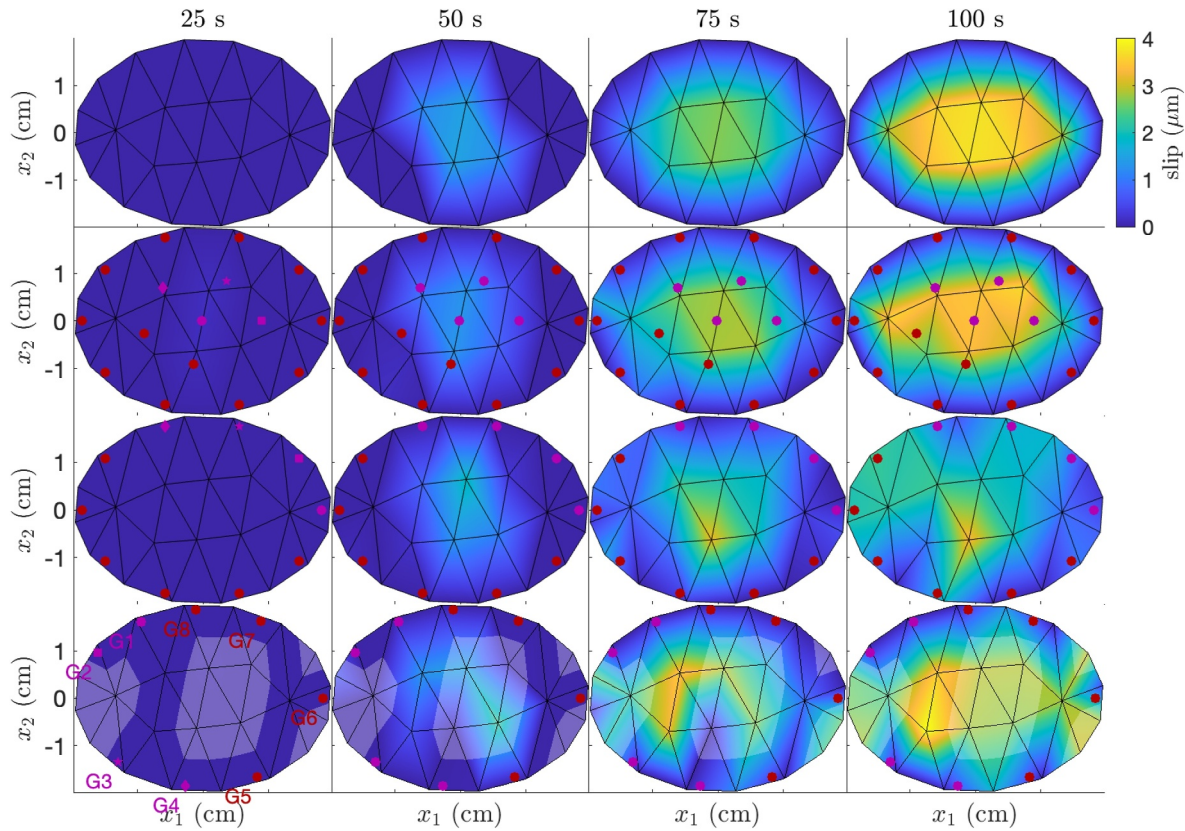 25 s 50 s 75 s 100 s
4
3
2
1
0
slip (μm)
x₂ (cm)
1
0
-1
x₂ (cm)
1
0
-1
x₂ (cm)
1
0
-1
x₂ (cm)
1
0
-1
G1 G8 G7
G2
G6
G3
G4 G5
x₁ (cm) x₁ (cm) x₁ (cm) x₁ (cm)